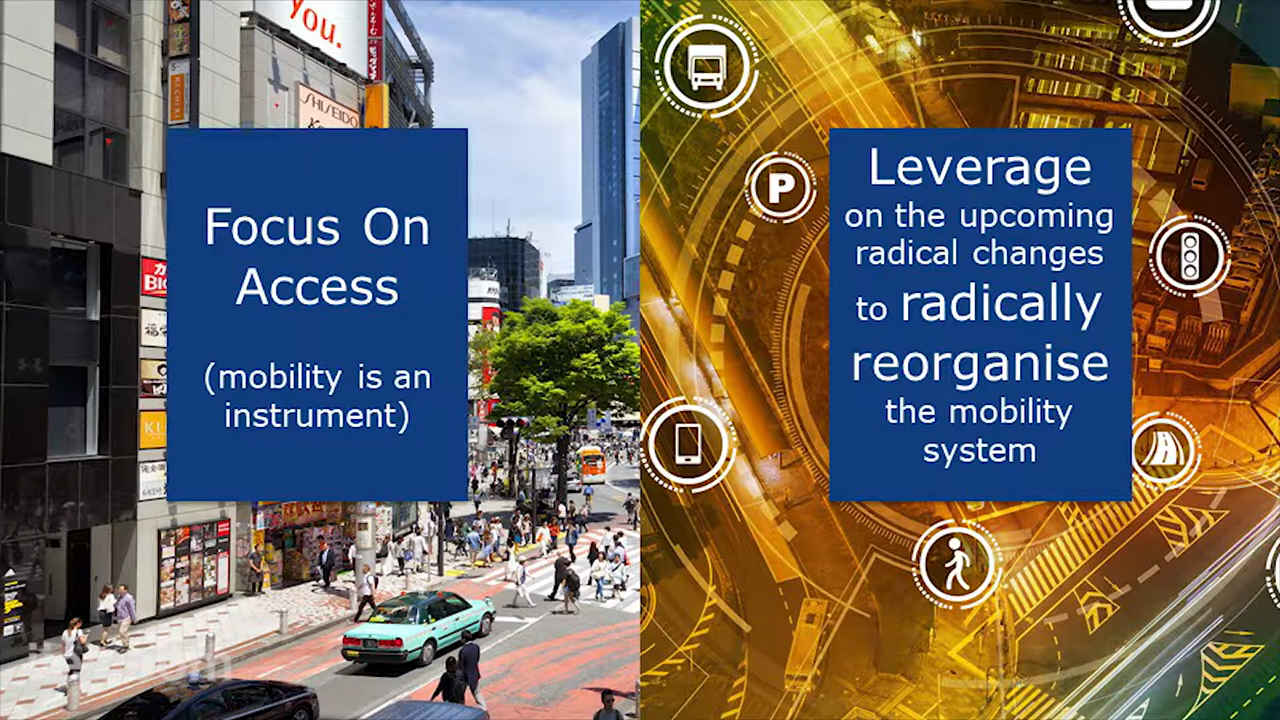 you.
SHISEIDO
Focus On
Access
(mobility is an
instrument)
Leverage
on the upcoming
radical changes
to radically
reorganise
the mobility
system
P